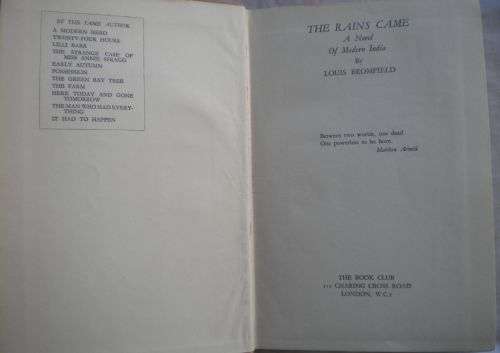 BY THE SAME AUTHOR
A MODERN HERO
TWENTY-FOUR HOURS
LILLI BARR
THE STRANGE CASE OF
MISS ANNIE SPRAGG
EARLY AUTUMN
POSSESSION
THE GREEN BAY TREE
THE FARM
HERE TODAY AND GONE
TOMORROW
THE MAN WHO HAD EVERY-
THING
IT HAD TO HAPPEN
THE RAINS CAME
A Novel
Of Modern India
By
LOUIS BROMFIELD
Between two worlds, one dead
One powerless to be born.
Matthew Arnold
THE BOOK CLUB
CHARING CROSS ROAD
LONDON, W.C.2